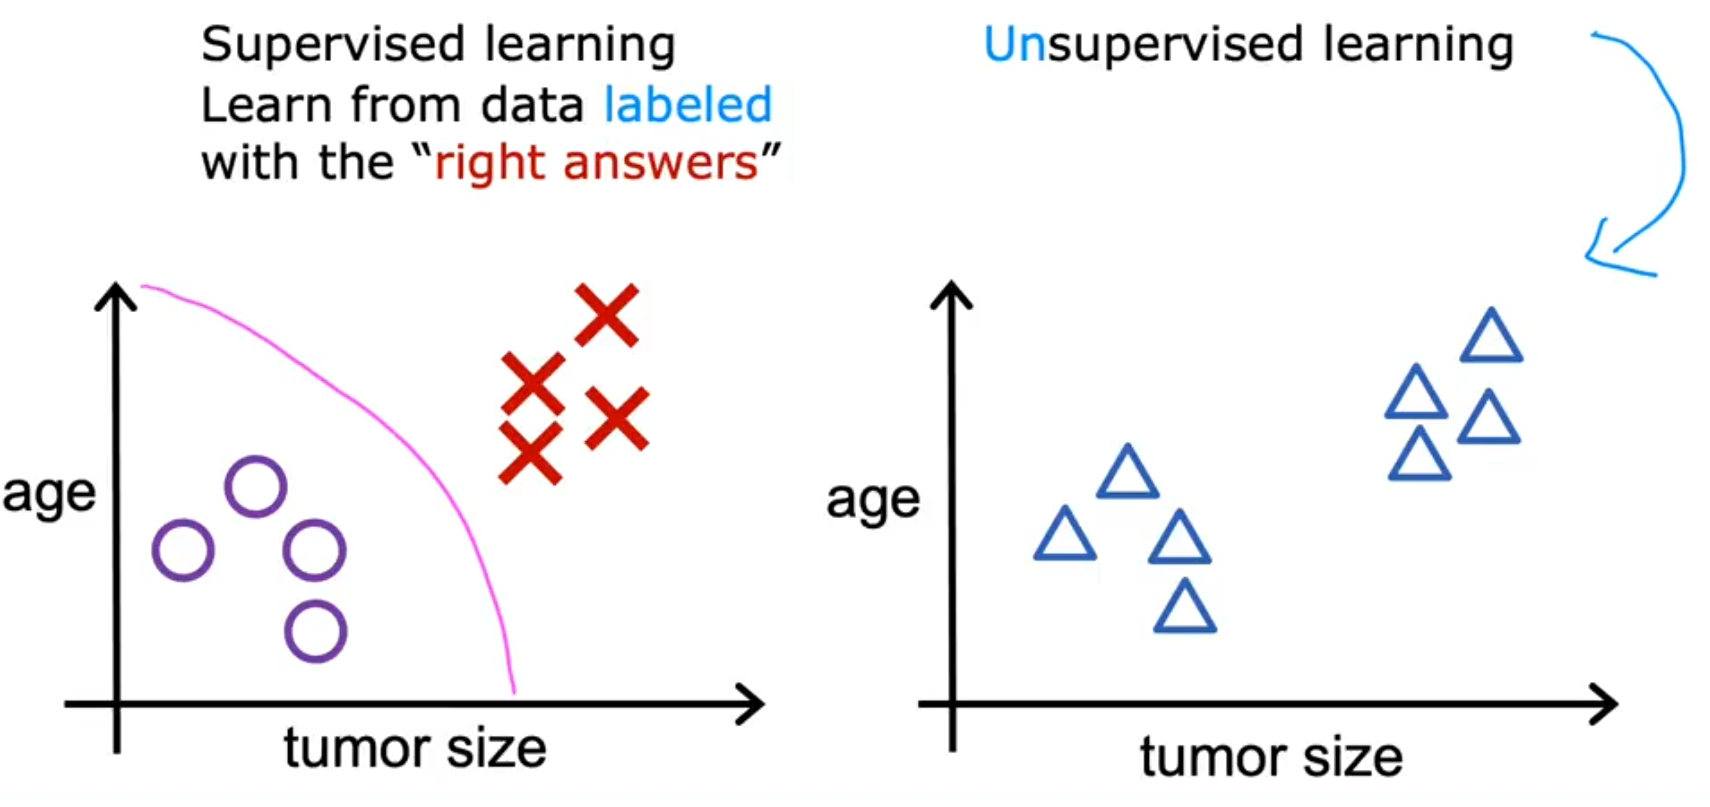 Supervised learning
Learn from data labeled
with the “right answers”
age
tumor size
Unsupervised learning
age
tumor size